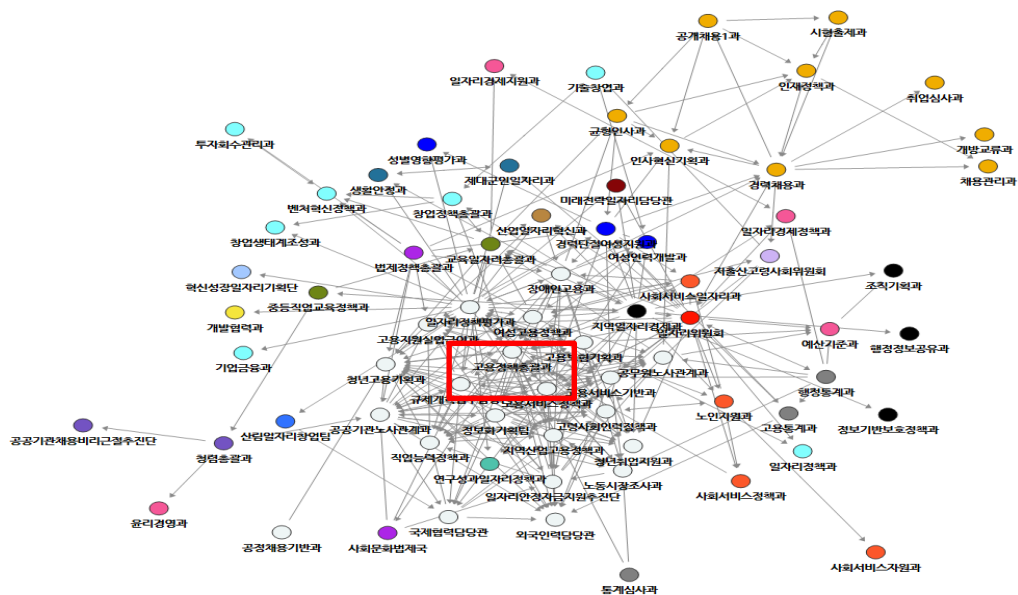 공개채용1과
시험출제과
일자리경제지원과
기술창업과
인재정책과
취업심사과
균형인사과
투자회수관리과
성별영향평가과
인사혁신기획과
개방교류과
제대군인일자리과
경력채용과
채용관리과
생활안정과
미래전략일자리담당관
벤처혁신정책과
창업정책총괄과
산업일자리혁신과
일자리경제정책과
창업생태계조성과
경력단절여성지원과
교육일자리총괄과
여성인력개발과
법제정책총괄과
저출산고령사회위원회
혁신성장일자리기획단
장애인고용과
조직기획과
사회서비스일자리과
중등직업교육정책과
개발협력과
일자리정책평가과
지역일자리경제과
일자리위원회
여성고용정책과
고용지원실업급여과
예산기준과
행정정보공유과
기업금융과
고용정책총괄과
고용보험기획과
청년고용기획과
공무원노사관계과
행정통계과
고용서비스기반과
고용서비스정책과
노인지원과
공공기관노사관계과
고용통계과
정보기반보호정책과
산림일자리창업팀
정보화기획팀
고령사회인력정책과
공공기관채용비리근절추진단
청렴총괄과
직업능력정책과
지역산업고용정책과
청년취업지원과
일자리정책과
연구성과일자리정책과
노동시장조사과
일자리안정자금지원추진단
사회서비스정책과
윤리경영과
국제협력담당관
외국인력담당관
공정채용기반과
사회문화법제국
사회서비스자원과
통계심사과